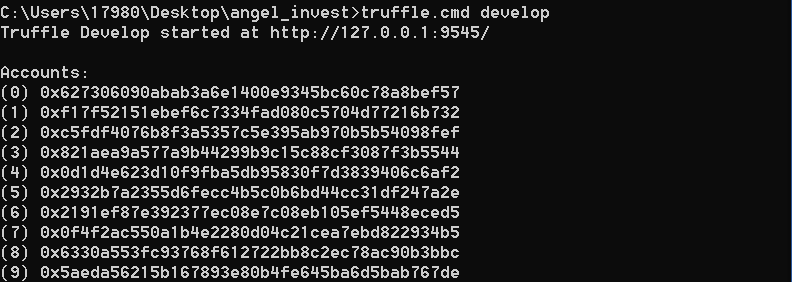 C:\Users\17980\Desktop\angel_invest>truffle.cmd develop
Truffle Develop started at http://127.0.0.1:9545/
Accounts:
(0) 0x627306090abab3a6e1400e9345bc60c78a8bef57
(1) 0xf17f52151ebef6c7334fad080c5704d77216b732
(2) 0xc5fdf4076b8f3a5357c5e395ab970b5b54098fef
(3) 0x821aea9a577a9b44299b9c15c88cf3087f3b5544
(4) 0x0d1d4e623d10f9fba5db95830f7d3839406c6af2
(5) 0x2932b7a2355d6fecc4b5c0b6bd44cc31df247a2e
(6) 0x2191ef87e392377ec08e7c08eb105ef5448eced5
(7) 0x0f4f2ac550a1b4e2280d04c21cea7ebd822934b5
(8) 0x6330a553fc93768f612722bb8c2ec78ac90b3bbc
(9) 0x5aeda56215b167893e80b4fe645ba6d5bab767de